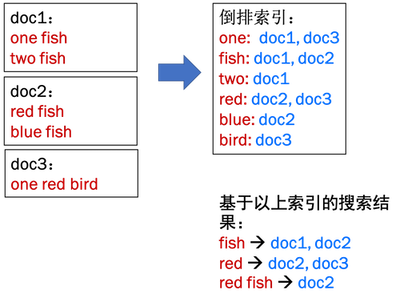 doc1：
one fish
two fish
doc2：
red fish
blue fish
doc3：
one red bird
倒排索引：
one: doc1, doc3
fish: doc1, doc2
two: doc1
red: doc2, doc3
blue: doc2
bird: doc3
基于以上索引的搜索结
果：
fish → doc1, doc2
red → doc2, doc3
red fish → doc2